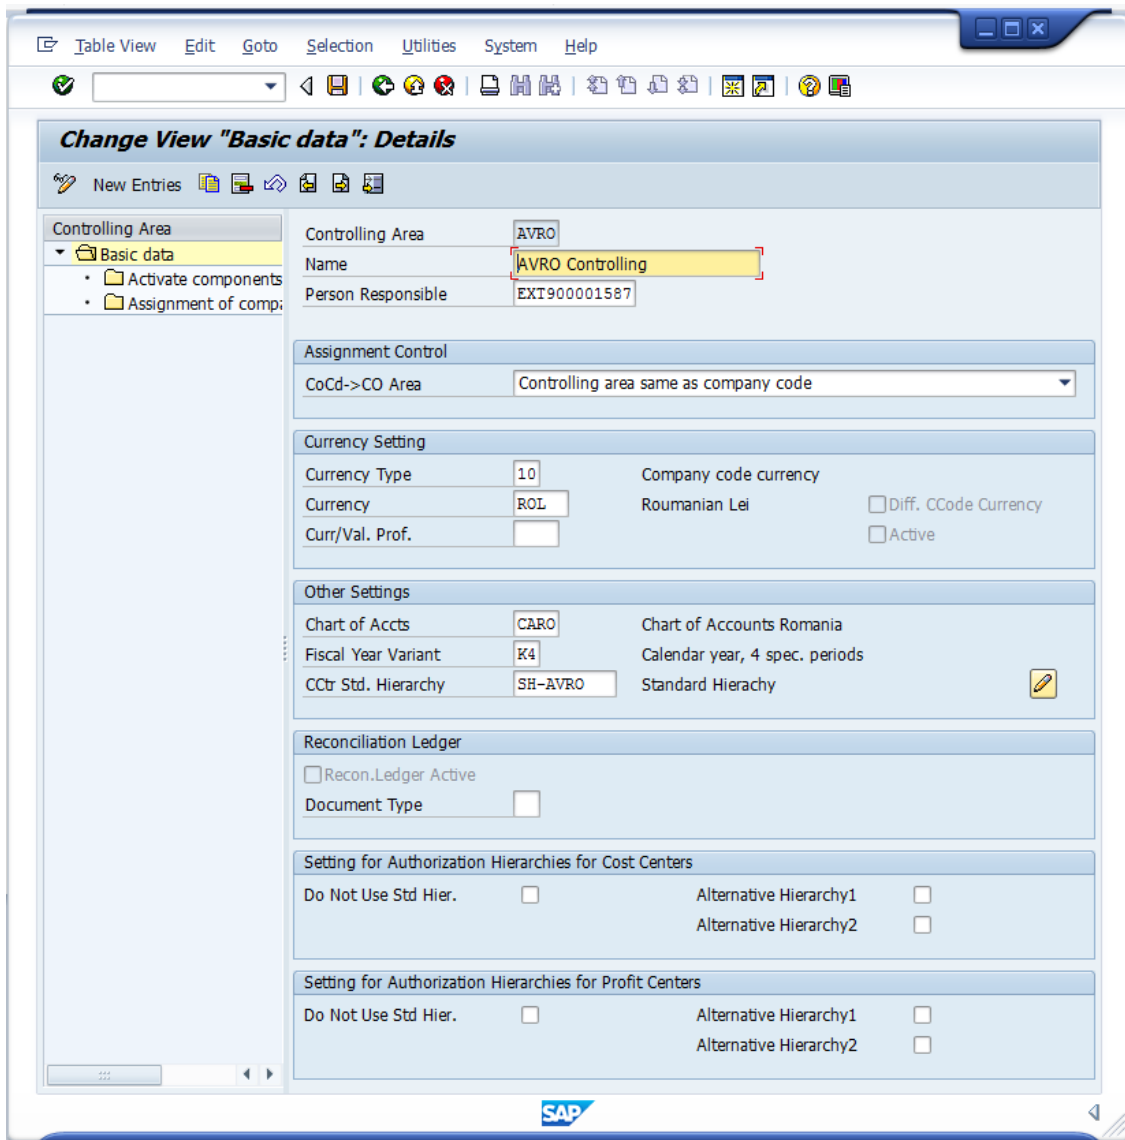 Table View Edit Goto Selection Utilities System Help
Change View "Basic data": Details
New Entries
Controlling Area
Basic data
Activate components
Assignment of compa
Controlling Area AVRO
Name AVRO Controlling
Person Responsible EXT900001587
Assignment Control
CoCd->CO Area Controlling area same as company code
Currency Setting
Currency Type 10 Company code currency
Currency ROL Roumanian Lei Diff. CCode Currency
Curr/Val. Prof. Active
Other Settings
Chart of Accts CARO Chart of Accounts Romania
Fiscal Year Variant K4 Calendar year, 4 spec. periods
CCtr Std. Hierarchy SH-AVRO Standard Hierachy
Reconciliation Ledger
Recon.Ledger Active
Document Type
Setting for Authorization Hierarchies for Cost Centers
Do Not Use Std Hier. Alternative Hierarchy1
Alternative Hierarchy2
Setting for Authorization Hierarchies for Profit Centers
Do Not Use Std Hier. Alternative Hierarchy1
Alternative Hierarchy2
SAP